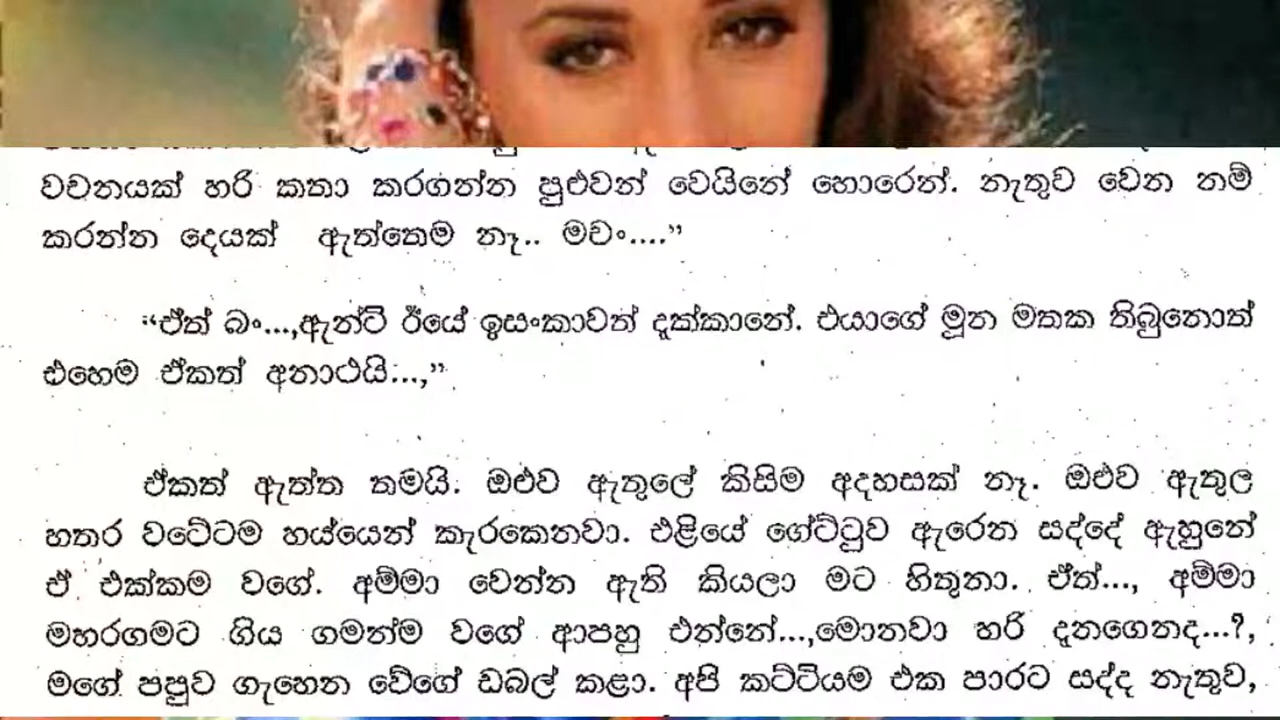 වචනයක් හරි කතා කරගන්න පුළුවන් වෙයිනේ හොරෙන්. නැතුව වෙන නම්
කරන්න දෙයක් ඇත්තෙම නෑ.. මචං....”
“ඒත් බං...,ඇන්ටි ඊයේ ඉසංකාවත් දැක්කානේ. එයාගේ මූන මතක තිබුනොත්
එහෙම ඒකත් අනාථයි...,”
ඒකත් ඇත්ත තමයි. ඔළුව ඇතුලේ කිසිම අදහසක් නෑ. ඔළුව ඇතුල
හතර වටේටම හය්යෙන් කැරකෙනවා. එළියේ ගේට්ටුව ඇරෙන සද්දේ ඇහුනේ
ඒ එක්කම වගේ. අම්මා වෙන්න ඇති කියලා මට හිතුනා. ඒත්..., අම්මා
මහරගමට ගිය ගමන්ම වගේ ආපහු එන්නේ...,මොනවා හරි දැනගෙනද...?,
මගේ පපුව ගැහෙන වේගේ ඩබල් කළා. අපි කට්ටියම එක පාරට සද්ද නැතුව,